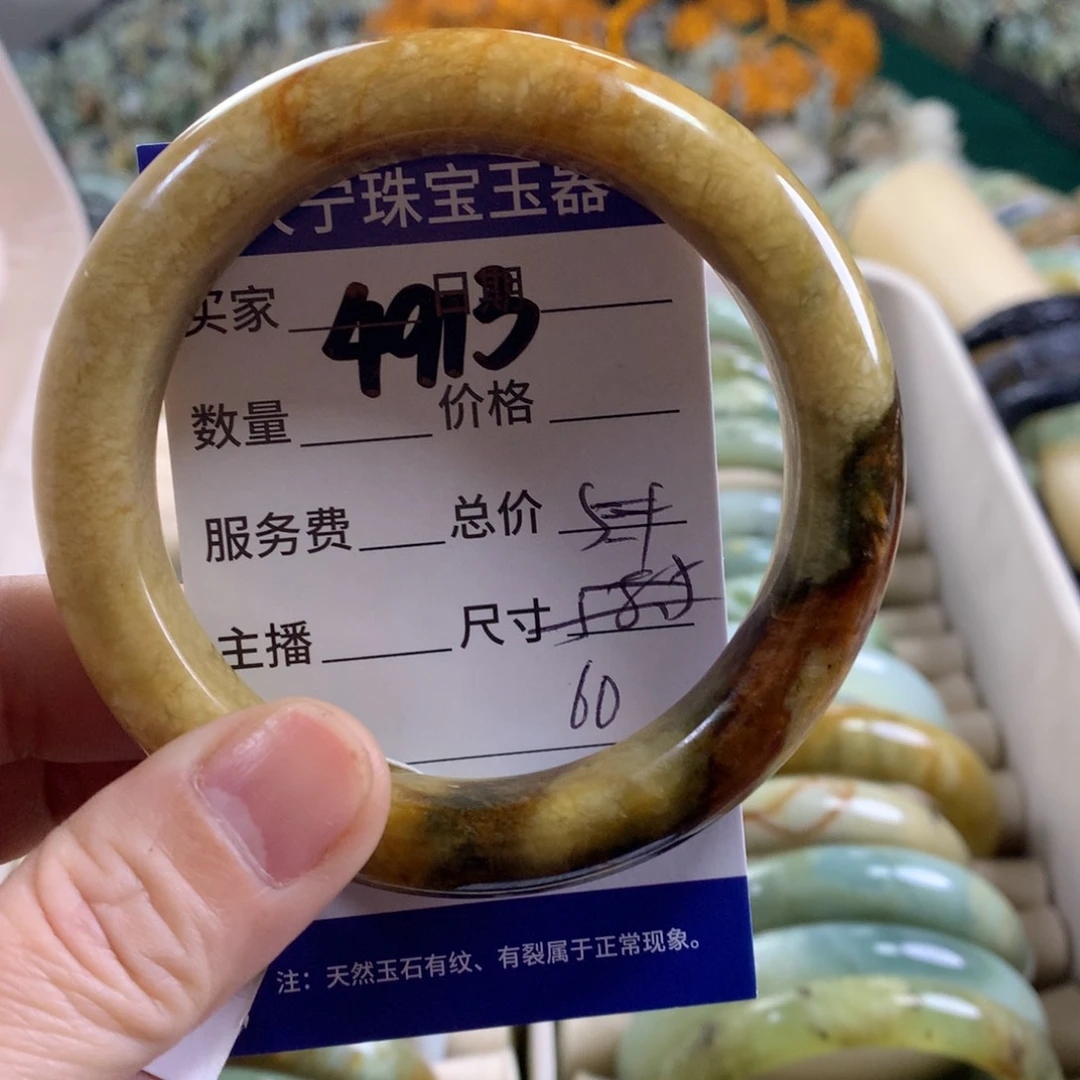 宁珠宝玉器
买家 日期
4913
数量 价格
服务费 总价
主播 尺寸 585
60
注：天然玉石有纹、有裂属于正常现象。